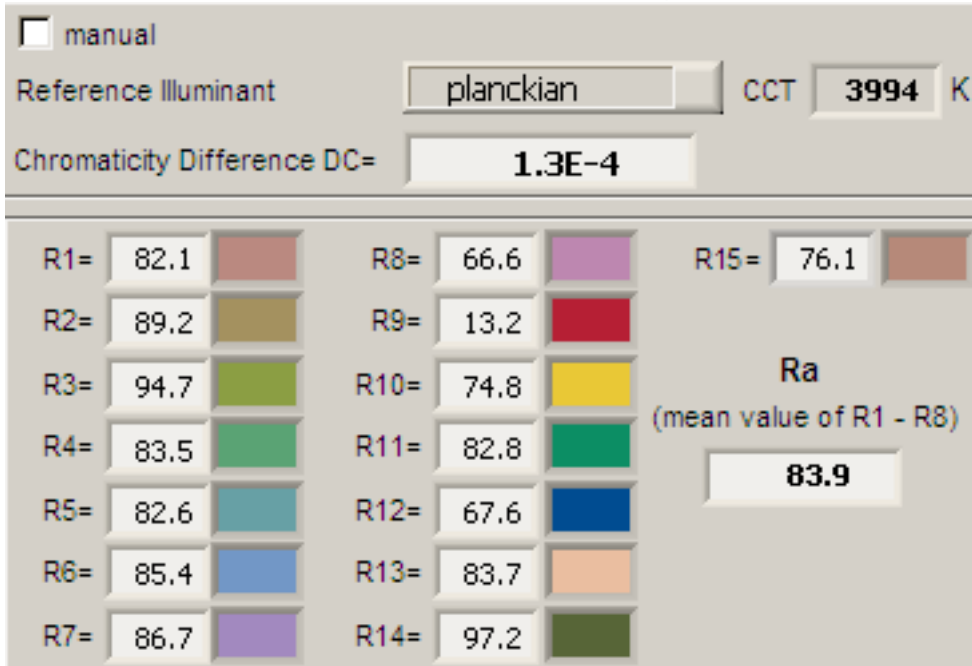 manual
Reference Illuminant planckian CCT 3994 K
Chromaticity Difference DC= 1.3E-4
R1= 82.1 R8= 66.6 R15= 76.1
R2= 89.2 R9= 13.2
R3= 94.7 R10= 74.8 Ra
(mean value of R1 - R8)
R4= 83.5 R11= 82.8
83.9
R5= 82.6 R12= 67.6
R6= 85.4 R13= 83.7
R7= 86.7 R14= 97.2